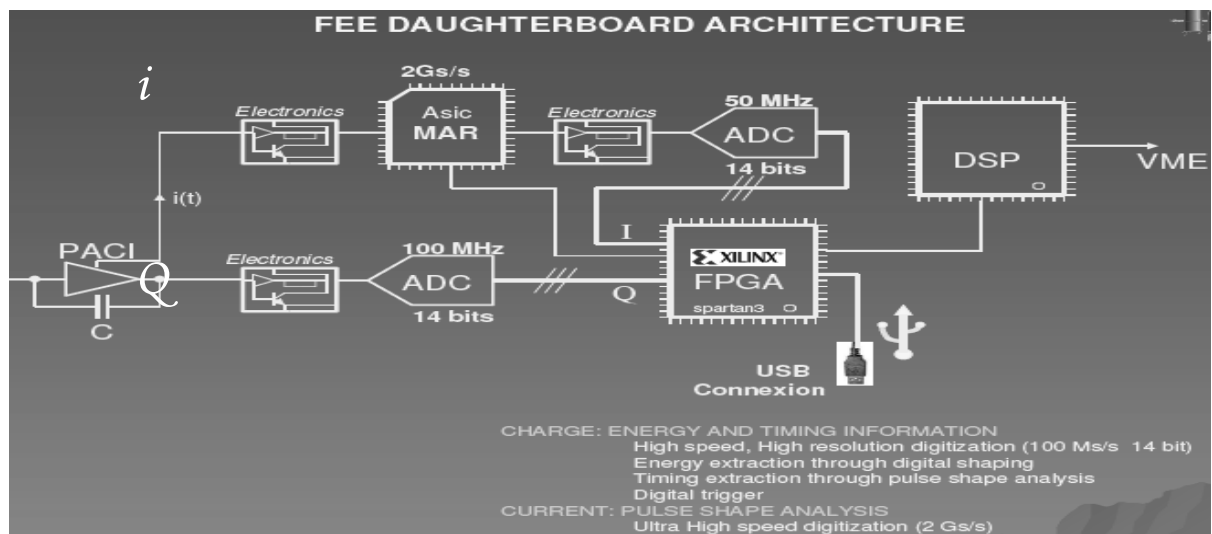 FEE DAUGHTERBOARD ARCHITECTURE
i
2Gs/s
Electronics
Asic
MAR
Electronics
50 MHz
ADC
14 bits
DSP
VME
i(t)
PACI
Q
C
Electronics
100 MHz
ADC
14 bits
I
Q
XILINX
FPGA
spartan3
USB
Connexion
CHARGE: ENERGY AND TIMING INFORMATION
High speed, High resolution digitization (100 Ms/s 14 bit)
Energy extraction through digital shaping
Timing extraction through pulse shape analysis
Digital trigger
CURRENT: PULSE SHAPE ANALYSIS
Ultra High speed digitization (2 Gs/s)